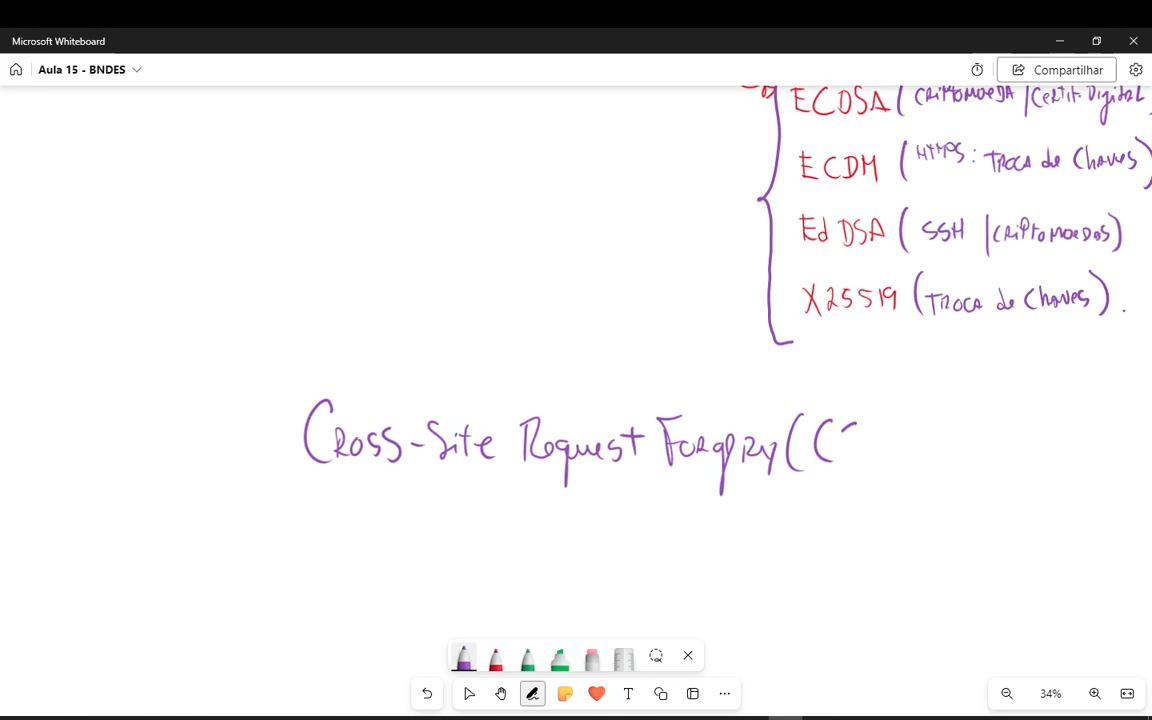 Microsoft Whiteboard
Aula 15 - BNDES
Compartilhar
ECDSA (CRIPTOMOEDA | CERTIF. Digital
ECDM (HTTPS: TROCA de CHAVES)
Ed DSA ( SSH | CRIPTOMOEDAS)
X25519 (TROCA de CHAVES).
CROSS-Site Request FORgeRy ((
34%